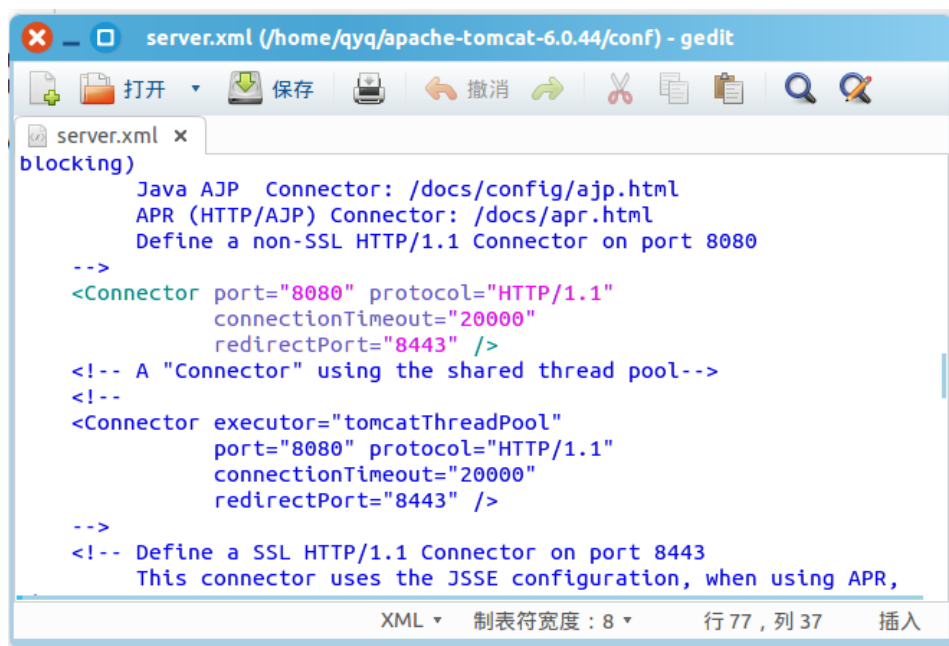 server.xml (/home/qyq/apache-tomcat-6.0.44/conf) - gedit
打开 保存 撤消
server.xml ×
blocking)
Java AJP  Connector: /docs/config/ajp.html
APR (HTTP/AJP) Connector: /docs/apr.html
Define a non-SSL HTTP/1.1 Connector on port 8080
-->
<Connector port="8080" protocol="HTTP/1.1"
connectionTimeout="20000"
redirectPort="8443" />
<!-- A "Connector" using the shared thread pool-->
<!--
<Connector executor="tomcatThreadPool"
port="8080" protocol="HTTP/1.1"
connectionTimeout="20000"
redirectPort="8443" />
-->
<!-- Define a SSL HTTP/1.1 Connector on port 8443
This connector uses the JSSE configuration, when using APR,
XML 制表符宽度：8 行 77，列 37 插入